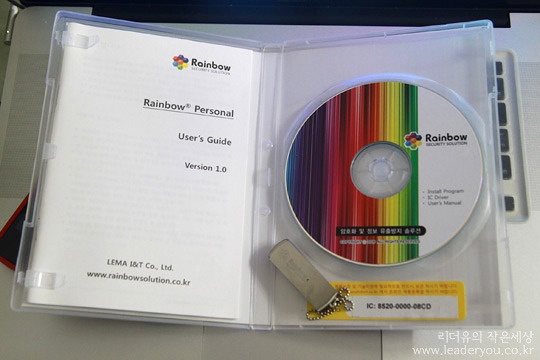 Rainbow
SECURITY SOLUTION
Rainbow® Personal
User's Guide
Version 1.0
LEMA I&T Co., Ltd.
www.rainbowsolution.co.kr
Rainbow
SECURITY SOLUTION
- Install Program
- IC Driver
- User's Manual
암호화 및 정보 유출방지 솔루션
IC: 8520-0000-08CD
리더유의 작은세상
www.leaderyou.co.kr